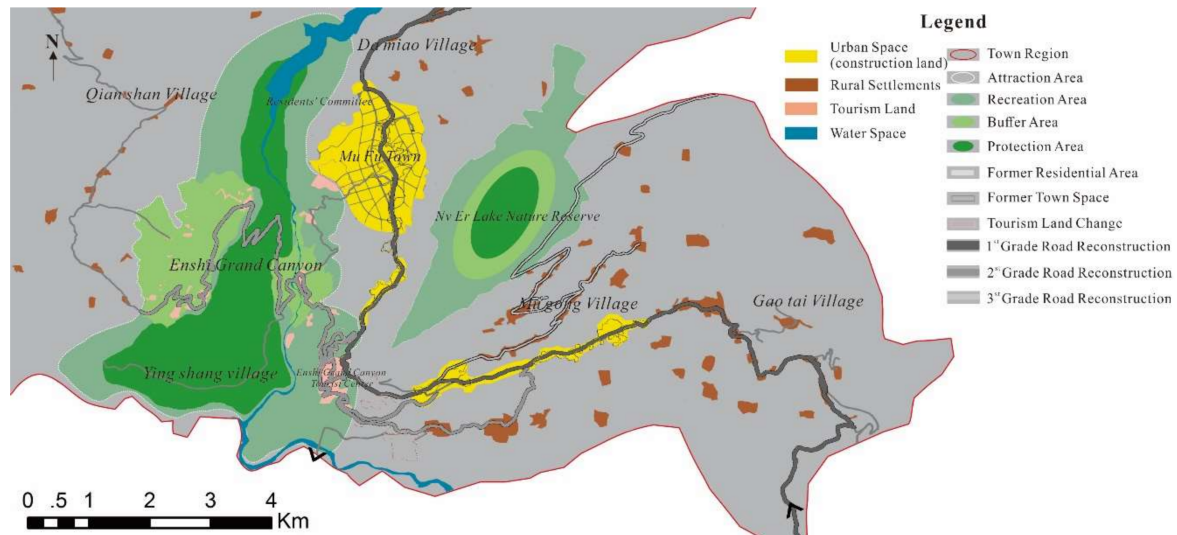 N
Da miao Village
Qian shan Village
Residents' Committee
Mu Fu Town
Nv Er Lake Nature Reserve
Enshi Grand Canyon
Mu gong Village
Gao tai Village
Ying shang village
Enshi Grand Canyon
Tourist Centre
0 .5 1 2 3 4
Km
Legend
Urban Space
(construction land)
Rural Settlements
Tourism Land
Water Space
Town Region
Attraction Area
Recreation Area
Buffer Area
Protection Area
Former Residential Area
Former Town Space
Tourism Land Change
1st Grade Road Reconstruction
2st Grade Road Reconstruction
3st Grade Road Reconstruction